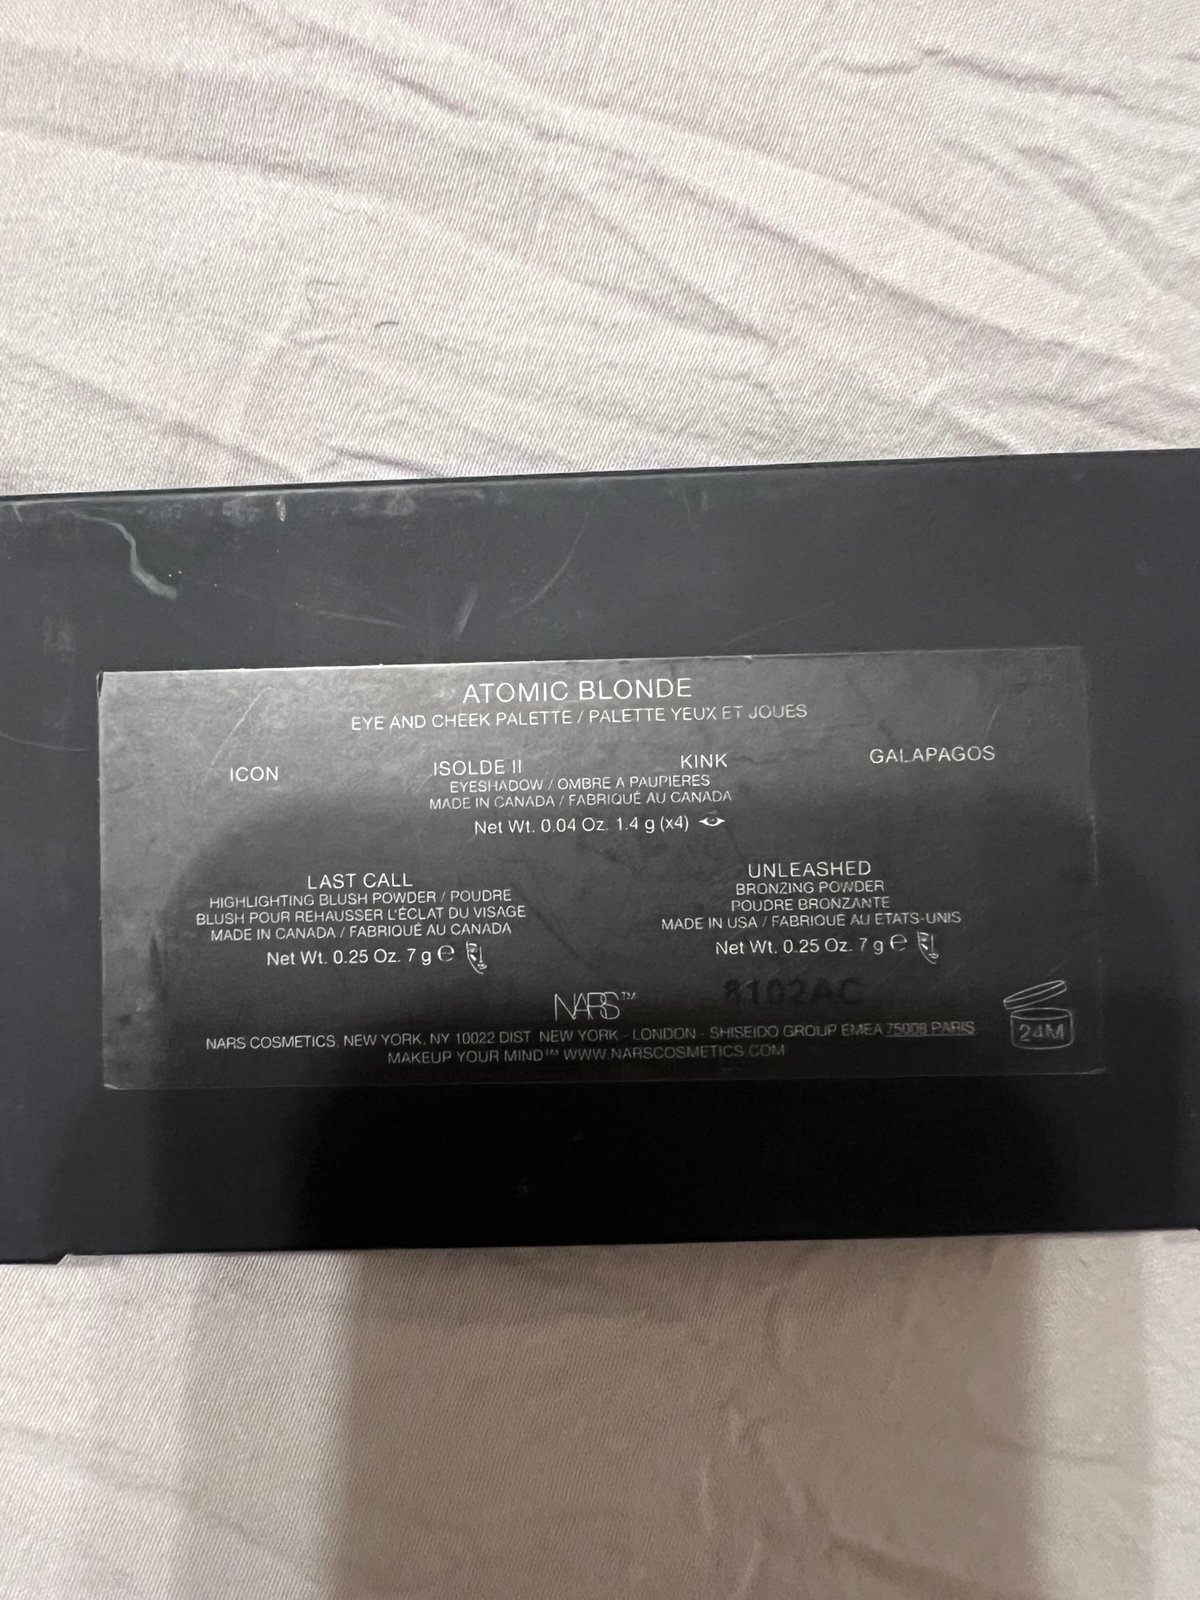 ATOMIC BLONDE
EYE AND CHEEK PALETTE / PALETTE YEUX ET JOUES
ICON ISOLDE II KINK GALAPAGOS
EYESHADOW / OMBRE A PAUPIERES
MADE IN CANADA / FABRIQUÉ AU CANADA
Net Wt. 0.04 Oz. 1.4 g (x4)
LAST CALL
HIGHLIGHTING BLUSH POWDER / POUDRE
BLUSH POUR REHAUSSER L'ÉCLAT DU VISAGE
MADE IN CANADA / FABRIQUÉ AU CANADA
Net Wt. 0.25 Oz. 7 g ℮
UNLEASHED
BRONZING POWDER
POUDRE BRONZANTE
MADE IN USA / FABRIQUÉ AU ETATS-UNIS
Net Wt. 0.25 Oz. 7 g ℮
8102AC
NARS™
24M
NARS COSMETICS, NEW YORK, NY 10022 DIST. NEW YORK - LONDON - SHISEIDO GROUP EMEA 75008 PARIS
MAKEUP YOUR MIND™ WWW.NARSCOSMETICS.COM